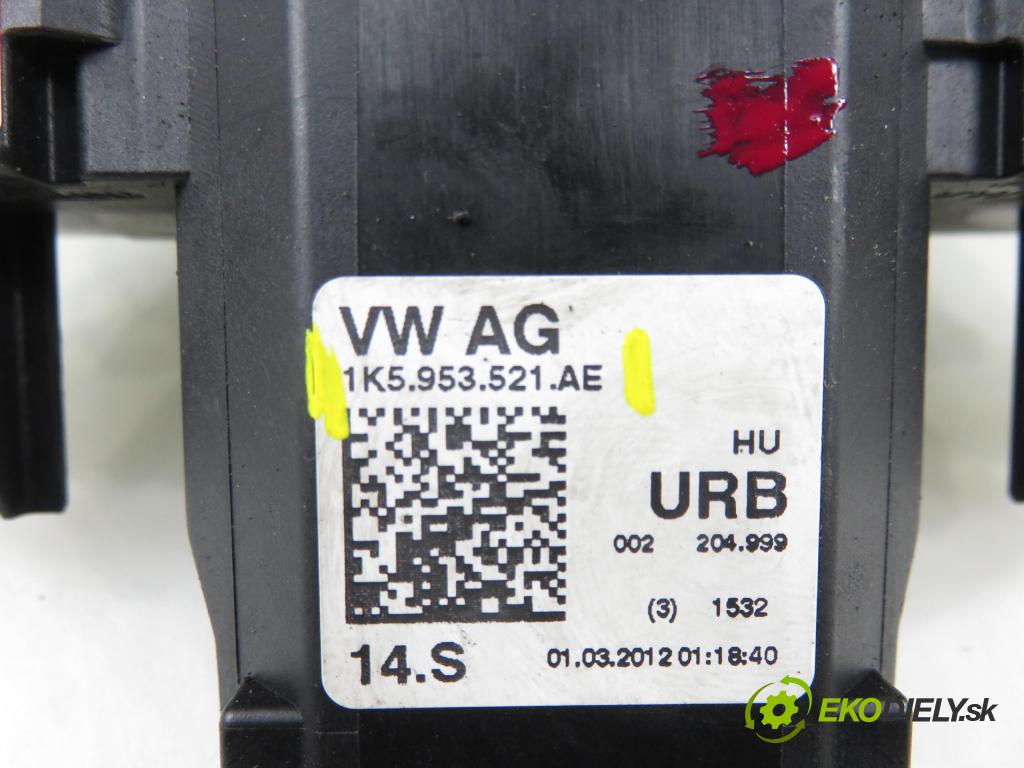 VW AG
1K5.953.521.AE
HU
URB
002 204.999
(3) 1532
14.S
01.03.2012 01:18:40
EKODIELY.sk